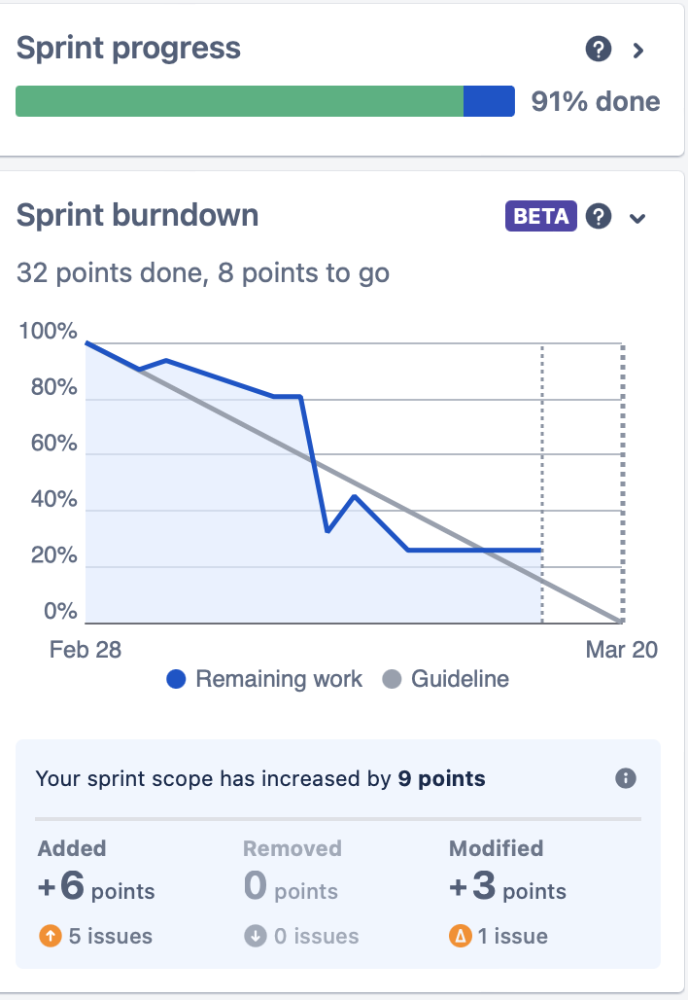 Sprint progress
91% done
Sprint burndown
BETA
32 points done, 8 points to go
100%
80%
60%
40%
20%
0%
Feb 28
Mar 20
Remaining work
Guideline
Your sprint scope has increased by 9 points
Added
Removed
Modified
+6 points
0 points
+3 points
5 issues
0 issues
1 issue